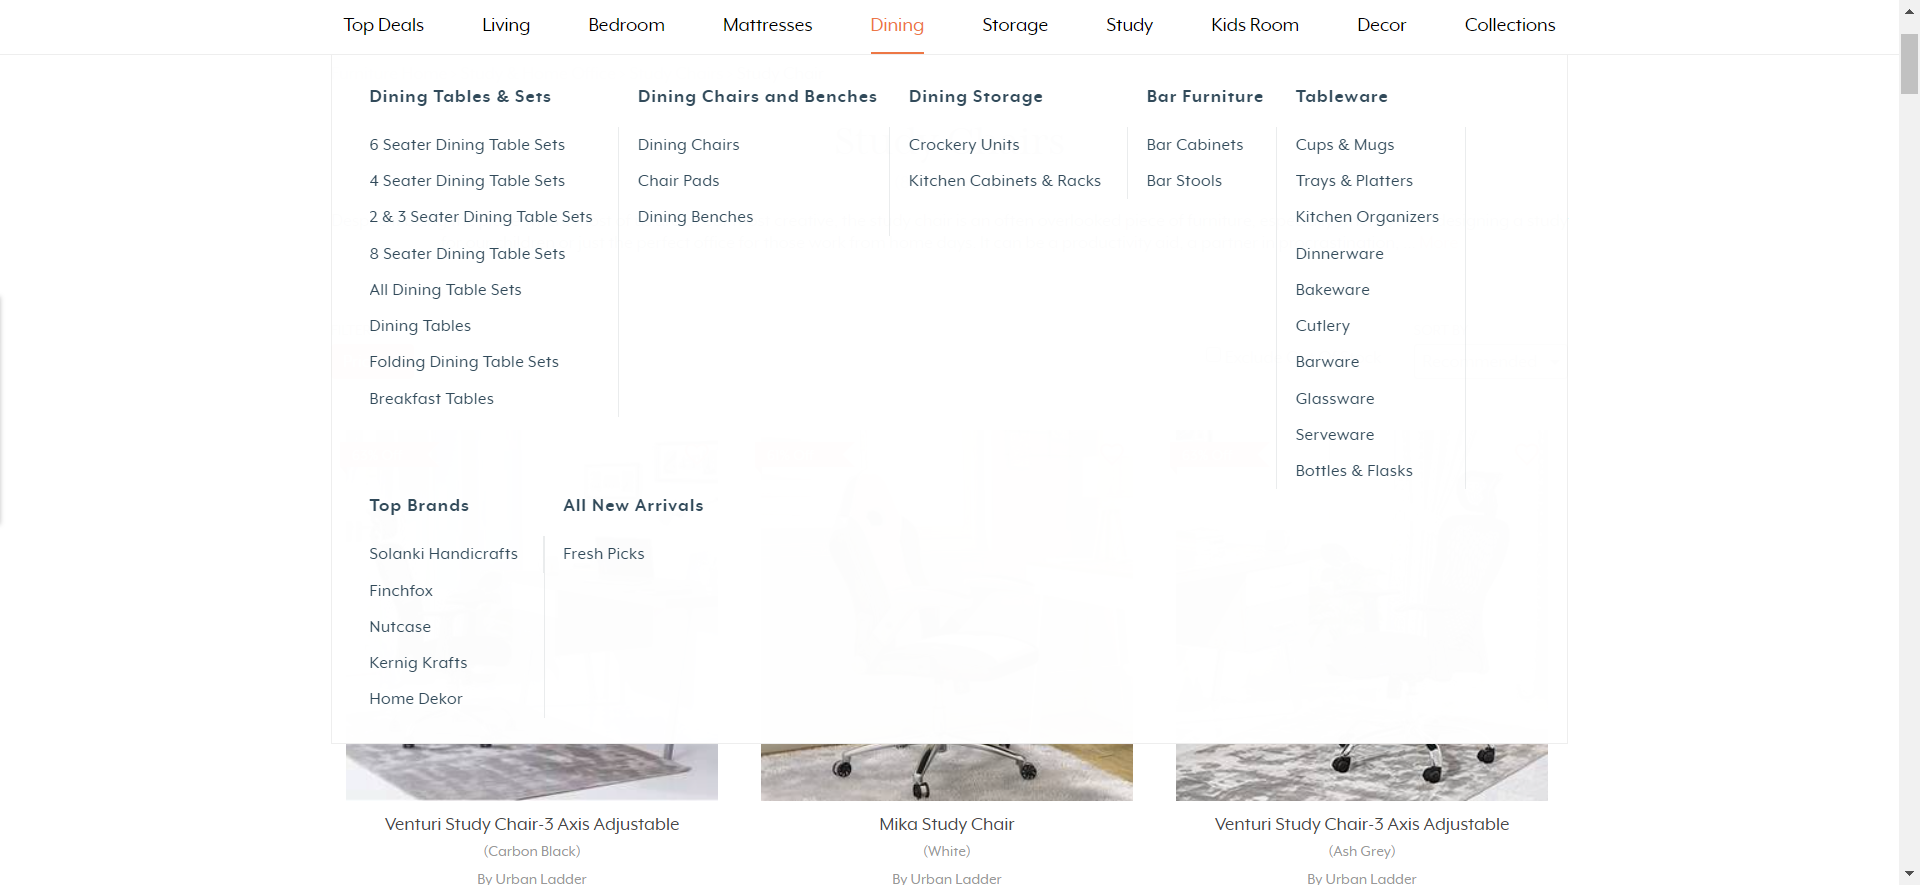 Top Deals Living Bedroom Mattresses Dining Storage Study Kids Room Decor Collections
Dining Tables & Sets
6 Seater Dining Table Sets
4 Seater Dining Table Sets
2 & 3 Seater Dining Table Sets
8 Seater Dining Table Sets
All Dining Table Sets
Dining Tables
Folding Dining Table Sets
Breakfast Tables
Dining Chairs and Benches
Dining Chairs
Chair Pads
Dining Benches
Dining Storage
Crockery Units
Kitchen Cabinets & Racks
Bar Furniture
Bar Cabinets
Bar Stools
Tableware
Cups & Mugs
Trays & Platters
Kitchen Organizers
Dinnerware
Bakeware
Cutlery
Barware
Glassware
Serveware
Bottles & Flasks
Top Brands
Solanki Handicrafts
Finchfox
Nutcase
Kernig Krafts
Home Dekor
All New Arrivals
Fresh Picks
Venturi Study Chair-3 Axis Adjustable
(Carbon Black)
By Urban Ladder
Mika Study Chair
(White)
By Urban Ladder
Venturi Study Chair-3 Axis Adjustable
(Ash Grey)
By Urban Ladder